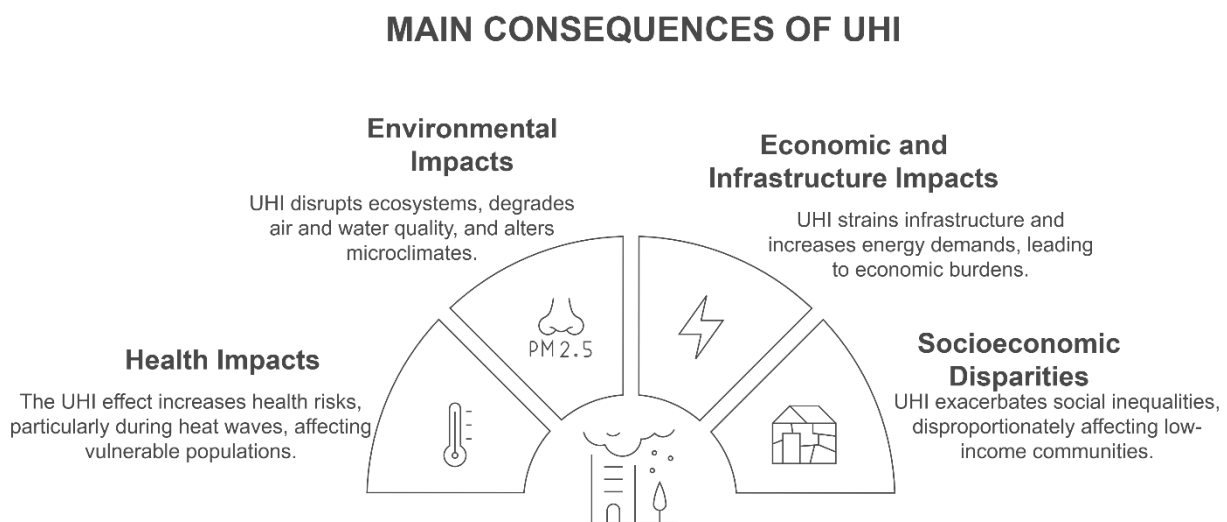 MAIN CONSEQUENCES OF UHI
Environmental
Impacts
UHI disrupts ecosystems, degrades
air and water quality, and alters
microclimates.
Economic and
Infrastructure Impacts
UHI strains infrastructure and
increases energy demands, leading
to economic burdens.
PM 2.5
Health Impacts
The UHI effect increases health risks,
particularly during heat waves, affecting
vulnerable populations.
Socioeconomic
Disparities
UHI exacerbates social inequalities,
disproportionately affecting low-
income communities.